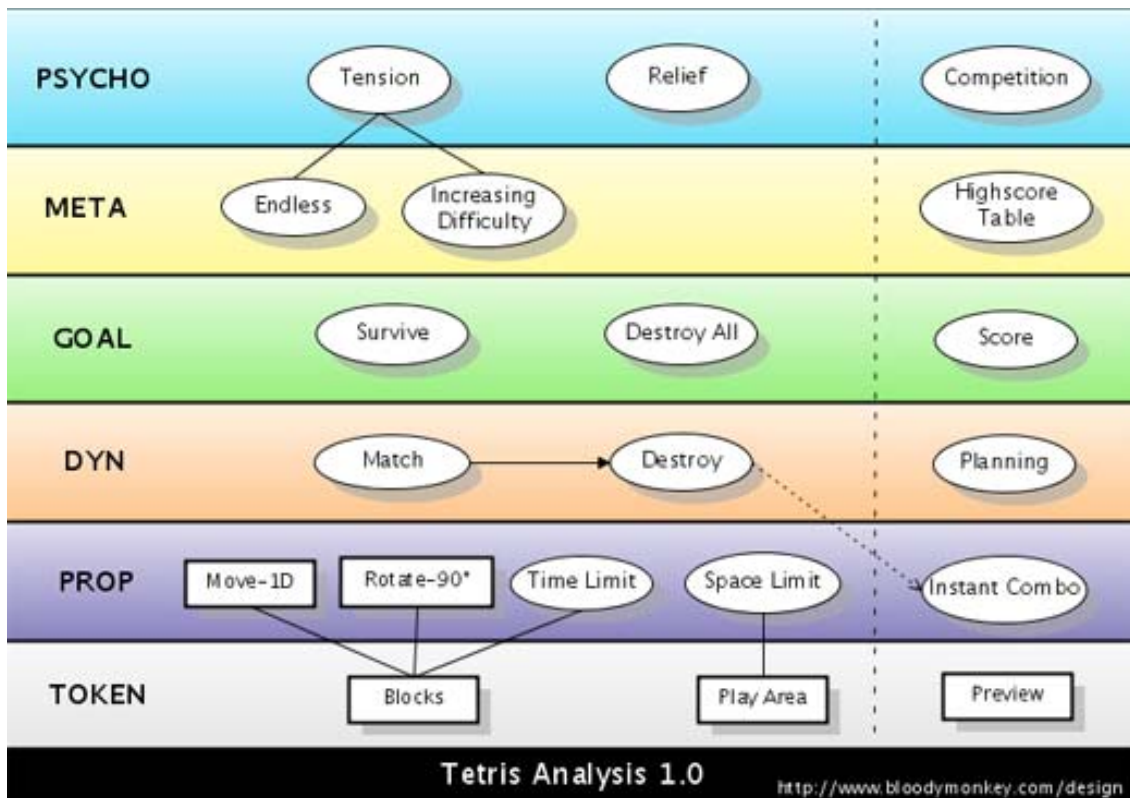 PSYCHO
Tension
Relief
Competition
META
Endless
Increasing
Difficulty
Highscore
Table
GOAL
Survive
Destroy All
Score
DYN
Match
Destroy
Planning
PROP
Move-1D
Rotate-90°
Time Limit
Space Limit
Instant Combo
TOKEN
Blocks
Play Area
Preview
Tetris Analysis 1.0
http://www.bloodymonkey.com/design